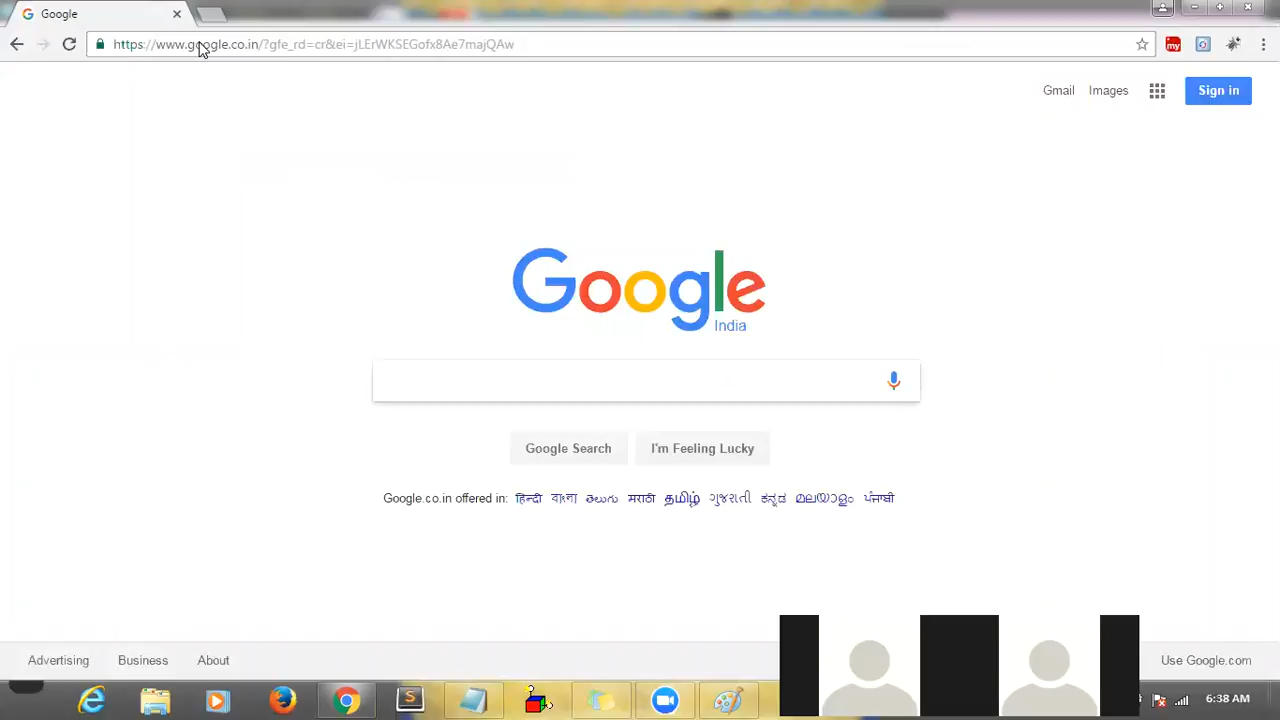 Google
https://www.google.co.in/?gfe_rd=cr&ei=jLErWKSEGofx8Ae7majQAw
my
Gmail Images Sign in
Google
India
Google Search I'm Feeling Lucky
Google.co.in offered in: हिन्दी বাংলা తెలుగు मराठी தமிழ் ગુજરાતી ಕನ್ನಡ മലയാളം ਪੰਜਾਬੀ
Advertising Business About Use Google.com
6:38 AM